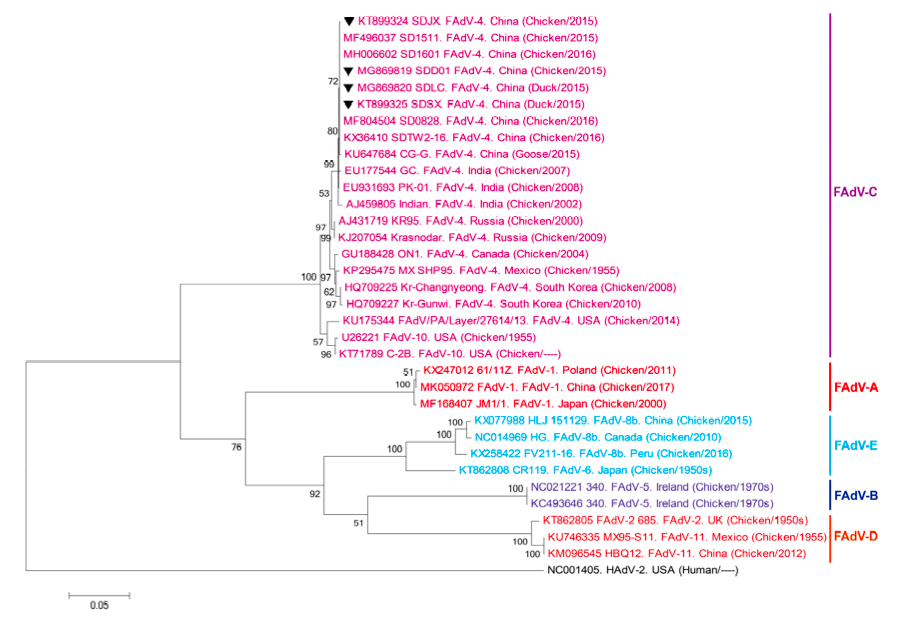 KT899324 SDJX. FAdV-4. China (Chicken/2015)
MF496037 SD1511. FAdV-4. China (Chicken/2015)
MH006602 SD1601 FAdV-4. China (Chicken/2016)
MG869819 SDD01 FAdV-4. China (Chicken/2015)
72
MG869820 SDLC. FAdV-4. China (Duck/2015)
KT899325 SDSX. FAdV-4. China (Duck/2015)
MF804504 SD0828. FAdV-4. China (Chicken/2016)
80
KX36410 SDTW2-16. FAdV-4. China (Chicken/2016)
KU647684 CG-G. FAdV-4. China (Goose/2015)
99
EU177544 GC. FAdV-4. India (Chicken/2007)
EU931693 PK-01. FAdV-4. India (Chicken/2008)
FAdV-C
53
AJ459805 Indian. FAdV-4. India (Chicken/2002)
AJ431719 KR95. FAdV-4. Russia (Chicken/2000)
97
99
KJ207054 Krasnodar. FAdV-4. Russia (Chicken/2009)
GU188428 ON1. FAdV-4. Canada (Chicken/2004)
100
97
KP295475 MX SHP95. FAdV-4. Mexico (Chicken/1955)
HQ709225 Kr-Changnyeong. FAdV-4. South Korea (Chicken/2008)
62
97
HQ709227 Kr-Gunwi. FAdV-4. South Korea (Chicken/2010)
KU175344 FAdV/PA/Layer/27614/13. FAdV-4. USA (Chicken/2014)
U26221 FAdV-10. USA (Chicken/1955)
57
96
KT71789 C-2B. FAdV-10. USA (Chicken/----)
51
KX247012 61/11Z. FAdV-1. Poland (Chicken/2011)
100
MK050972 FAdV-1. FAdV-1. China (Chicken/2017)
FAdV-A
MF168407 JM1/1. FAdV-1. Japan (Chicken/2000)
100
KX077988 HLJ 151129. FAdV-8b. China (Chicken/2015)
100
NC014969 HG. FAdV-8b. Canada (Chicken/2010)
FAdV-E
76
100
KX258422 FV211-16. FAdV-8b. Peru (Chicken/2016)
KT862808 CR119. FAdV-6. Japan (Chicken/1950s)
100
NC021221 340. FAdV-5. Ireland (Chicken/1970s)
FAdV-B
92
KC493646 340. FAdV-5. Ireland (Chicken/1970s)
51
KT862805 FAdV-2 685. FAdV-2. UK (Chicken/1950s)
100
KU746335 MX95-S11. FAdV-11. Mexico (Chicken/1955)
FAdV-D
100
KM096545 HBQ12. FAdV-11. China (Chicken/2012)
NC001405. HAdV-2. USA (Human/----)
0.05